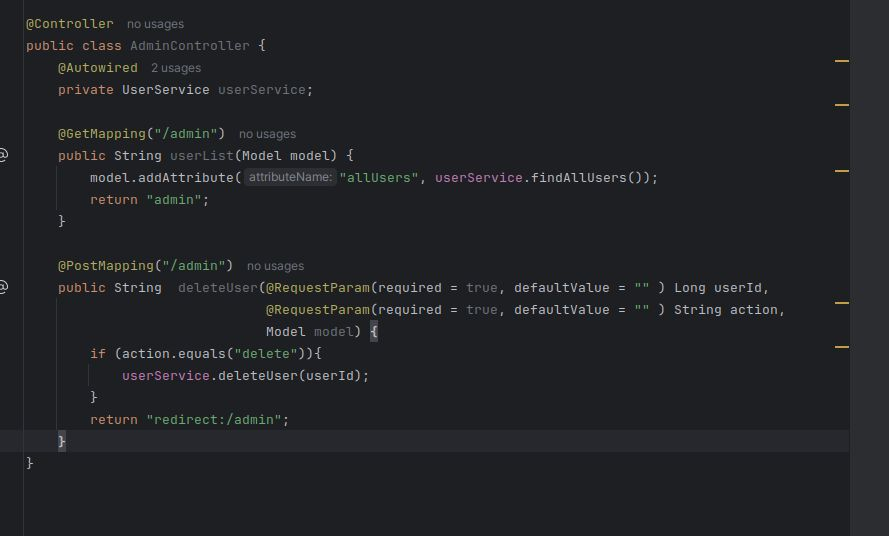 @Controller no usages
public class AdminController {
@Autowired 2 usages
private UserService userService;
@GetMapping("/admin") no usages
public String userList(Model model) {
model.addAttribute( attributeName: "allUsers", userService.findAllUsers());
return "admin";
}
@PostMapping("/admin") no usages
public String  deleteUser(@RequestParam(required = true, defaultValue = "" ) Long userId,
@RequestParam(required = true, defaultValue = "" ) String action,
Model model) {
if (action.equals("delete")){
userService.deleteUser(userId);
}
return "redirect:/admin";
}
}